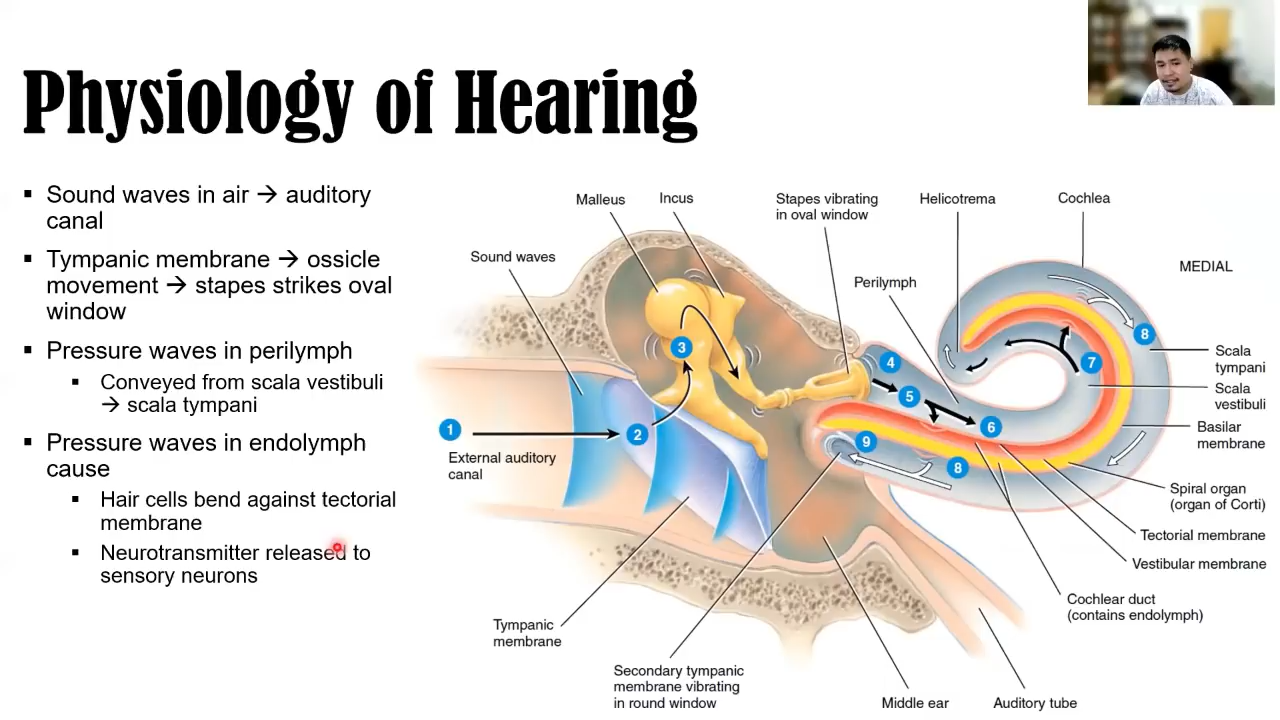 Physiology of Hearing
▪ Sound waves in air → auditory
canal
▪ Tympanic membrane → ossicle
movement → stapes strikes oval
window
▪ Pressure waves in perilymph
▪ Conveyed from scala vestibuli
→ scala tympani
▪ Pressure waves in endolymph
cause
▪ Hair cells bend against tectorial
membrane
▪ Neurotransmitter released to
sensory neurons
Malleus
Incus
Stapes vibrating
in oval window
Helicotrema
Cochlea
Sound waves
Perilymph
MEDIAL
8
3
4
7
Scala
tympani
5
Scala
vestibuli
1
2
9
6
Basilar
membrane
External auditory
canal
8
Spiral organ
(organ of Corti)
Tectorial membrane
Vestibular membrane
Cochlear duct
(contains endolymph)
Tympanic
membrane
Secondary tympanic
membrane vibrating
in round window
Middle ear
Auditory tube